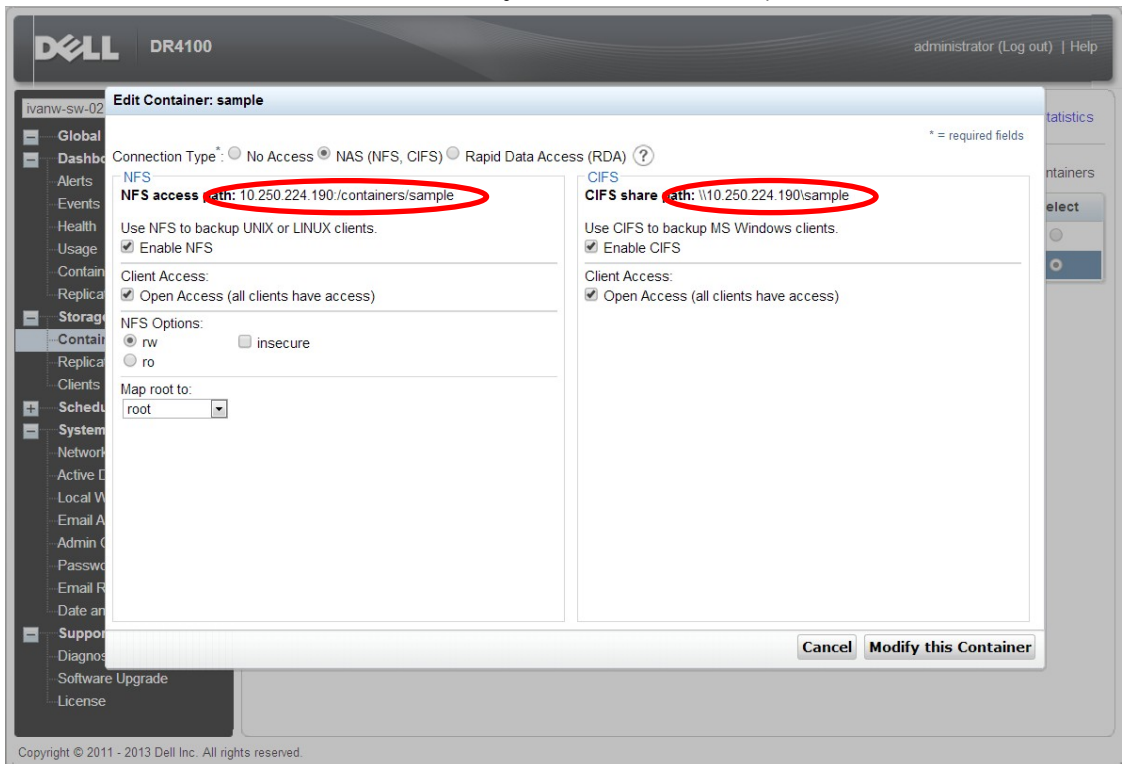 DELL DR4100 administrator (Log out) | Help
ivanw-sw-02
Edit Container: sample
tatistics
* = required fields
Global
Connection Type*: No Access NAS (NFS, CIFS) Rapid Data Access (RDA) ?
Dashbo
ntainers
Alerts
NFS
NFS access path: 10.250.224.190:/containers/sample
CIFS
CIFS share path: \\10.250.224.190\sample
Events
elect
Health
Use NFS to backup UNIX or LINUX clients.
Use CIFS to backup MS Windows clients.
Usage
Enable NFS
Enable CIFS
Contain
Client Access:
Client Access:
Replica
Open Access (all clients have access)
Open Access (all clients have access)
Storag
NFS Options:
Contain
rw insecure
Replica
ro
Clients
Map root to:
Schedu
root
System
Network
Active D
Local W
Email A
Admin C
Passwo
Email R
Date an
Suppor
Cancel Modify this Container
Diagnos
Software Upgrade
License
Copyright © 2011 - 2013 Dell Inc. All rights reserved.